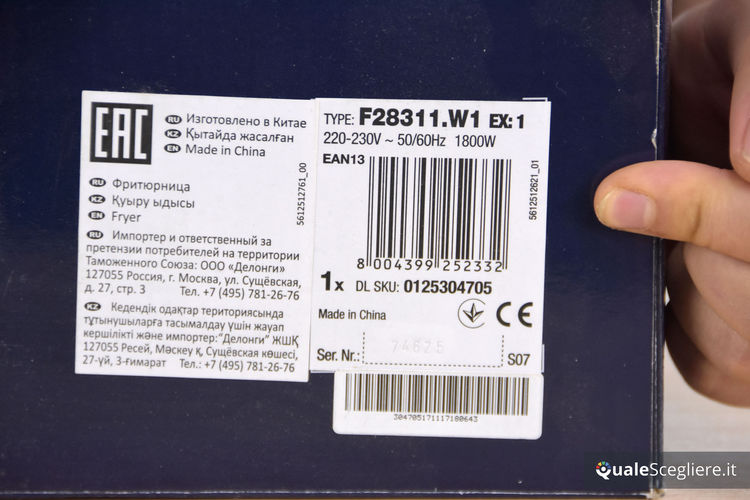 EAC
RU Изготовлено в Китае
KZ Қытайда жасалған
EN Made in China
RU Фритюрница
KZ Қуыру ыдысы
EN Fryer
5612512761_00
RU Импортер и ответственный за
претензии потребителей на территории
Таможенного Союза: ООО «Делонги»
127055 Россия, г. Москва, ул. Сущёвская,
д. 27, стр. 3 Тел. +7 (495) 781-26-76
KZ Кедендік одақтар териториясында
тұтынушыларға тасымалдау үшін жауап
кершілікті және импортер:“Делонги” ЖШҚ
127055 Ресей, Мәскеу қ, Сущёвская көшесі,
27-үй, 3-ғимарат Тел.: +7 (495) 781-26-76
TYPE: F28311.W1 EX:1
220-230V ~ 50/60Hz 1800W
EAN13
8 004399 252332
5612512621_01
1x DL SKU: 0125304705
Made in China
CE
Ser. Nr.: 74625
S07
304705171117180643
QualeScegliere.it